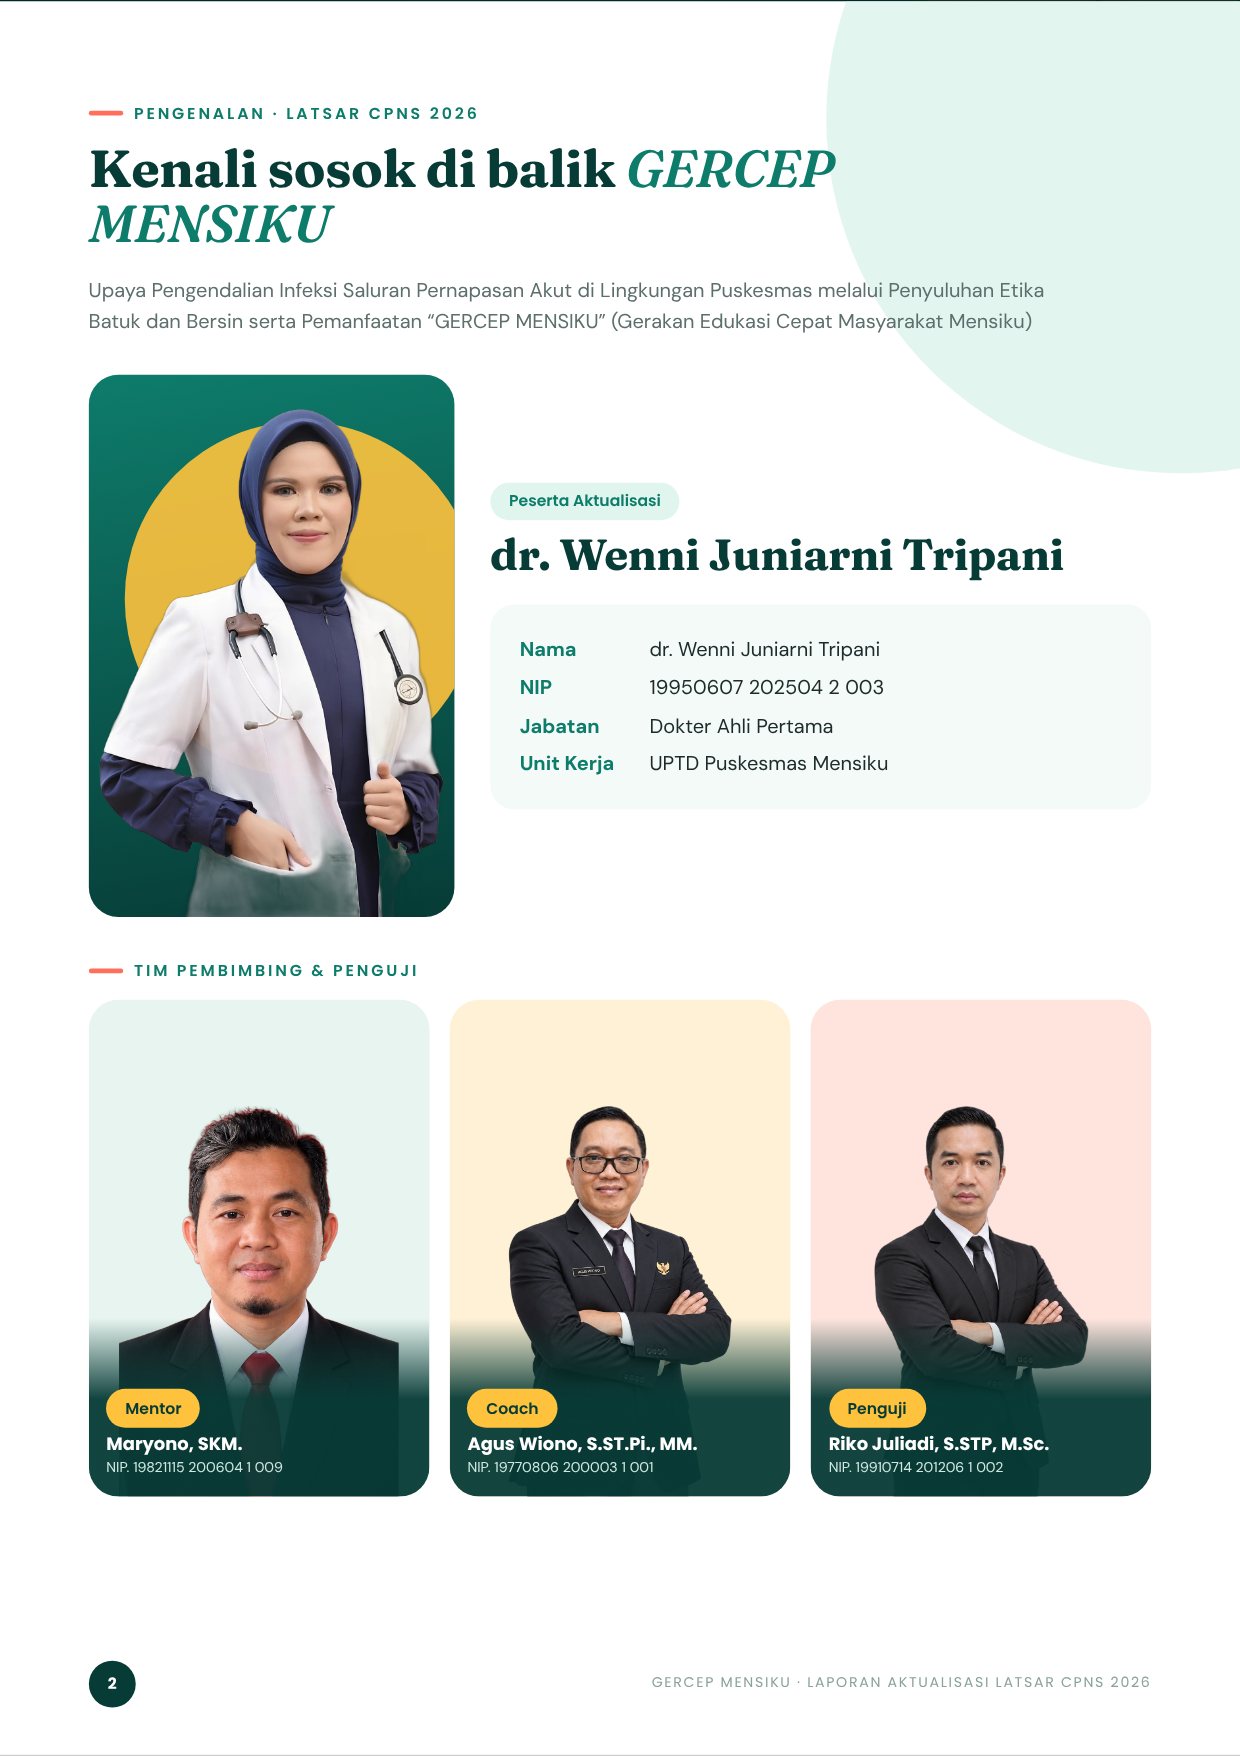 PENGENALAN · LATSAR CPNS 2026
Kenali sosok di balik GERCEP
MENSIKU
Upaya Pengendalian Infeksi Saluran Pernapasan Akut di Lingkungan Puskesmas melalui Penyuluhan Etika
Batuk dan Bersin serta Pemanfaatan “GERCEP MENSIKU” (Gerakan Edukasi Cepat Masyarakat Mensiku)
Peserta Aktualisasi
dr. Wenni Juniarni Tripani
Nama dr. Wenni Juniarni Tripani
NIP 19950607 202504 2 003
Jabatan Dokter Ahli Pertama
Unit Kerja UPTD Puskesmas Mensiku
TIM PEMBIMBING & PENGUJI
Mentor
Maryono, SKM.
NIP. 19821115 200604 1 009
Coach
Agus Wiono, S.ST.Pi., MM.
NIP. 19770806 200003 1 001
Penguji
Riko Juliadi, S.STP, M.Sc.
NIP. 19910714 201206 1 002
2
GERCEP MENSIKU · LAPORAN AKTUALISASI LATSAR CPNS 2026